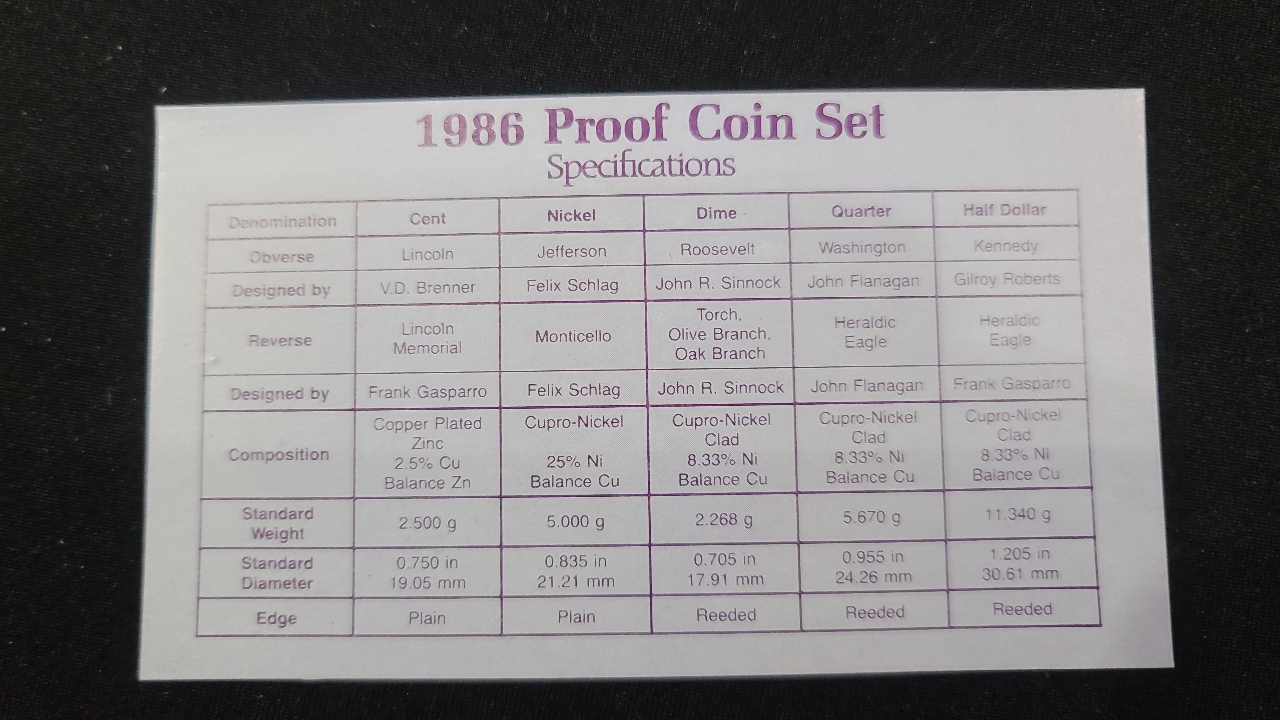 1986 Proof Coin Set
Specifications
Denomination Cent Nickel Dime Quarter Half Dollar
Obverse Lincoln Jefferson Roosevelt Washington Kennedy
Designed by V.D. Brenner Felix Schlag John R. Sinnock John Flanagan Gilroy Roberts
Reverse Lincoln Memorial Monticello Torch, Olive Branch, Oak Branch Heraldic Eagle Heraldic Eagle
Designed by Frank Gasparro Felix Schlag John R. Sinnock John Flanagan Frank Gasparro
Composition Copper Plated Zinc 2.5% Cu Balance Zn Cupro-Nickel 25% Ni Balance Cu Cupro-Nickel Clad 8.33% Ni Balance Cu Cupro-Nickel Clad 8.33% Ni Balance Cu Cupro-Nickel Clad 8.33% Ni Balance Cu
Standard Weight 2.500 g 5.000 g 2.268 g 5.670 g 11.340 g
Standard Diameter 0.750 in 19.05 mm 0.835 in 21.21 mm 0.705 in 17.91 mm 0.955 in 24.26 mm 1.205 in 30.61 mm
Edge Plain Plain Reeded Reeded Reeded